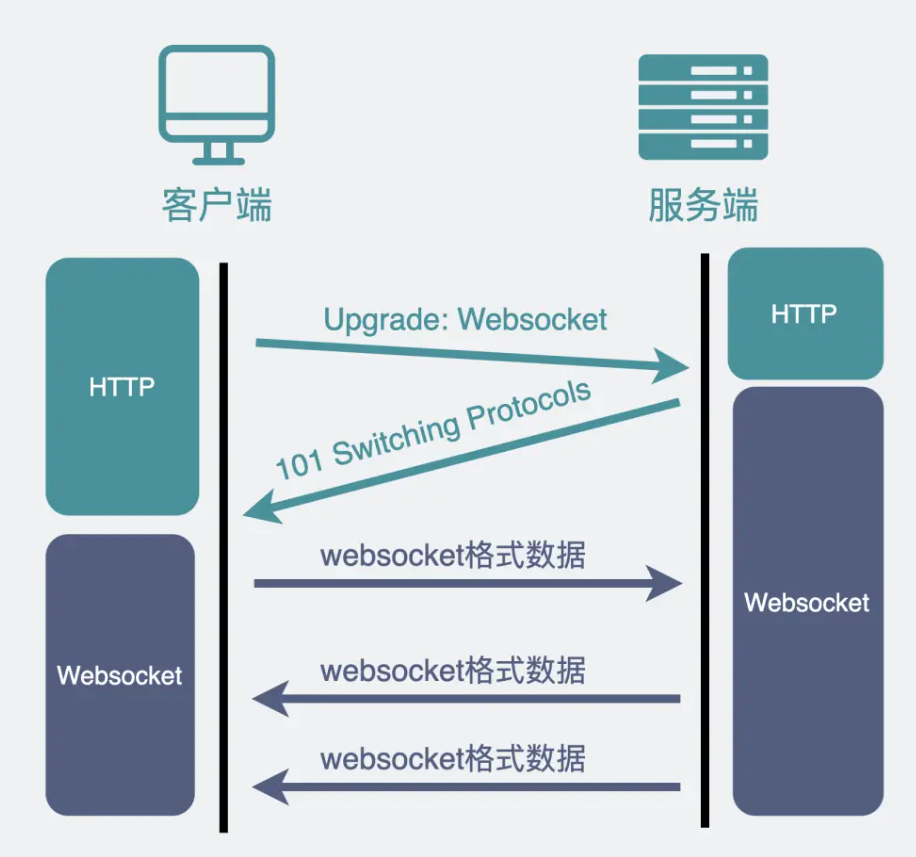 客户端
服务端
HTTP
Upgrade: Websocket
HTTP
101 Switching Protocols
websocket格式数据
Websocket
Websocket
websocket格式数据
websocket格式数据